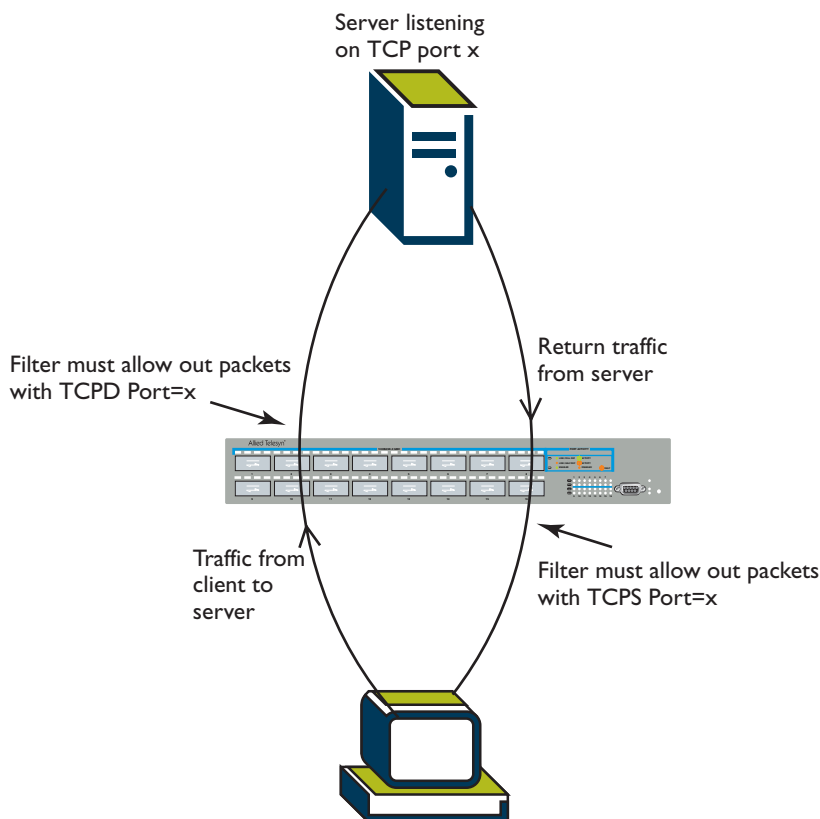 Server listening
on TCP port x
Filter must allow out packets
with TCPD Port=x
Return traffic
from server
Allied Telesyn
Traffic from
client to
server
Filter must allow out packets
with TCPS Port=x